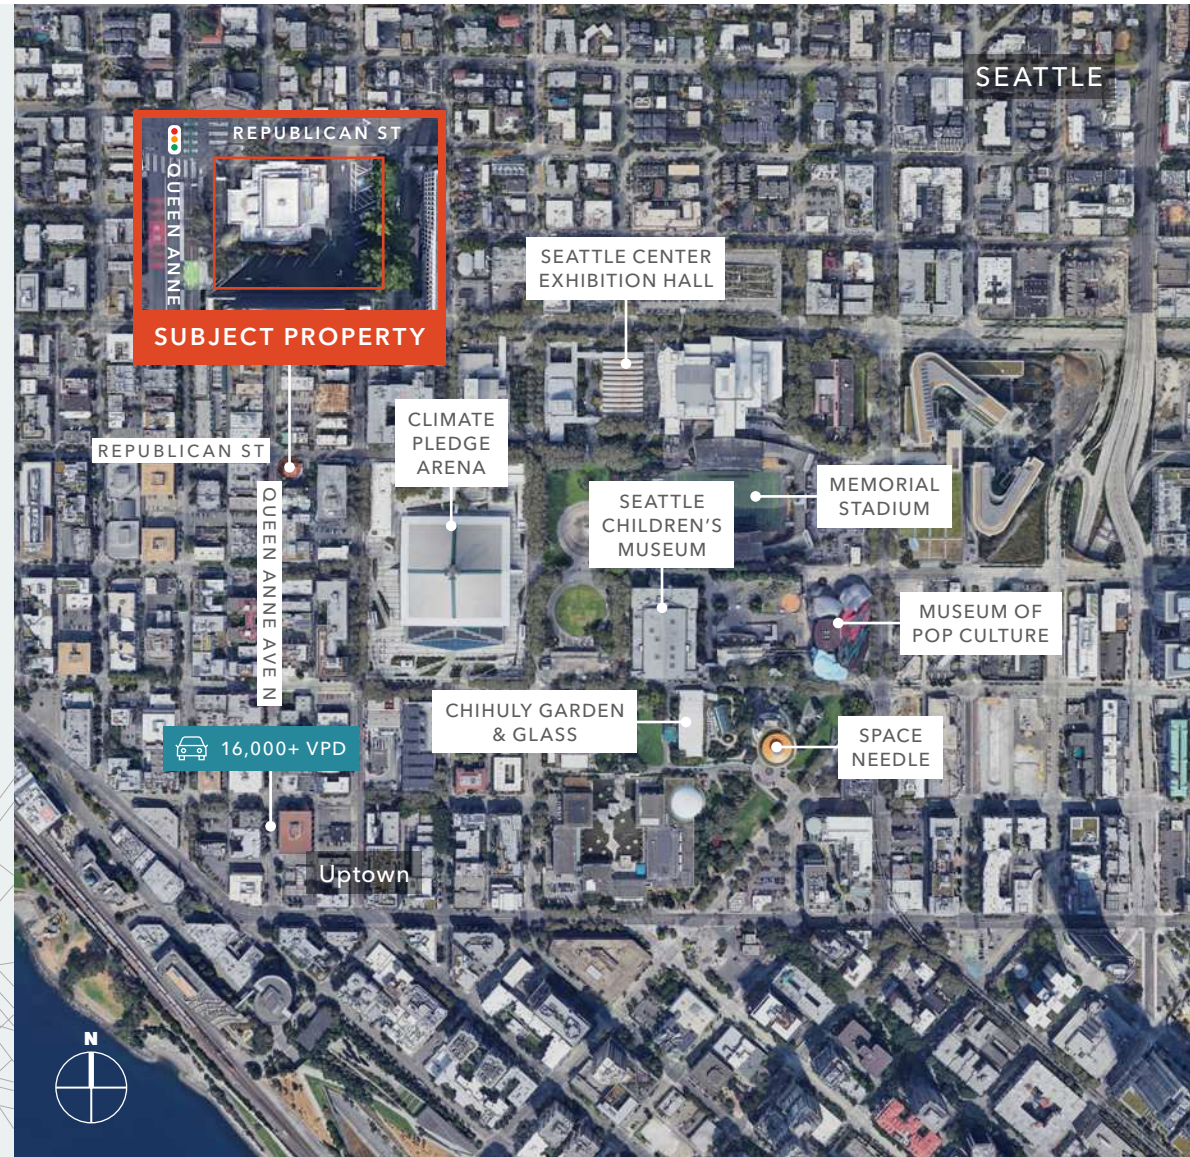 SEATTLE
REPUBLICAN ST
QUEEN ANNE
SUBJECT PROPERTY
SEATTLE CENTER
EXHIBITION HALL
CLIMATE
PLEDGE
ARENA
REPUBLICAN ST
QUEEN ANNE AVE N
MEMORIAL
STADIUM
SEATTLE
CHILDREN'S
MUSEUM
MUSEUM OF
POP CULTURE
CHIHULY GARDEN
& GLASS
SPACE
NEEDLE
16,000+ VPD
Uptown
N